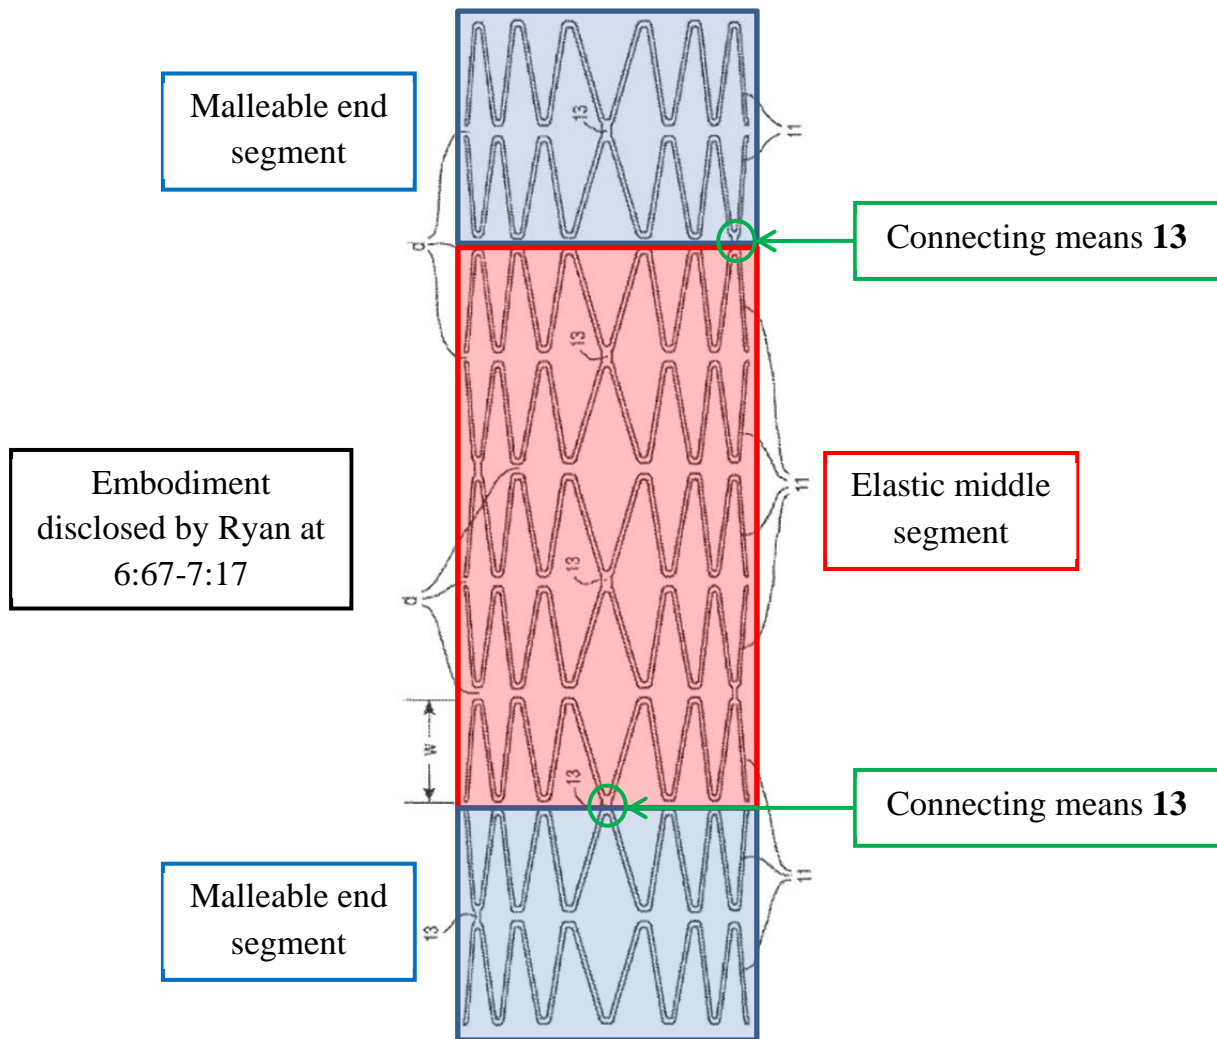 13
Malleable end
segment
11
Connecting means 13
d
13
Embodiment
disclosed by Ryan at
6:67-7:17
Elastic middle
segment
11
13
d
w
13
Connecting means 13
Malleable end
segment
11
13